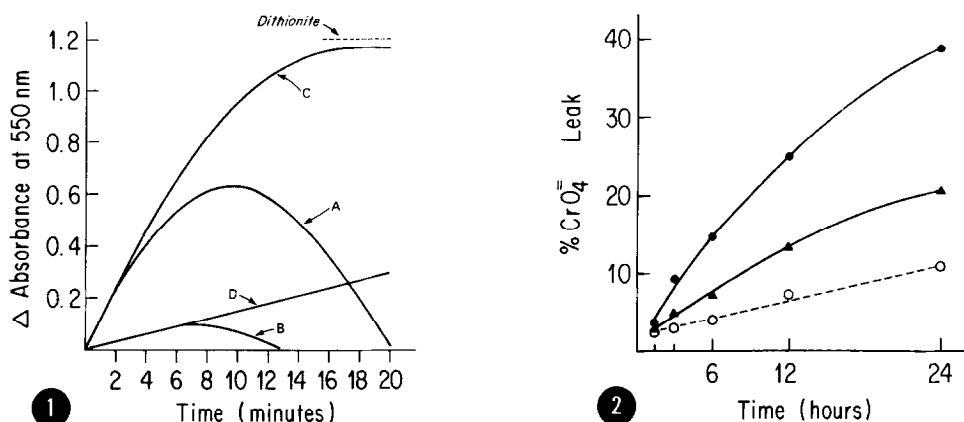 Dithionite
1.2
1.0
0.8
0.6
0.4
0.2
C
A
D
B
2 4 6 8 10 12 14 16 18 20
Δ Absorbance at 550 nm
Time (minutes)
1
40
30
20
10
% CrO₄⁼ Leak
6 12 24
Time (hours)
2